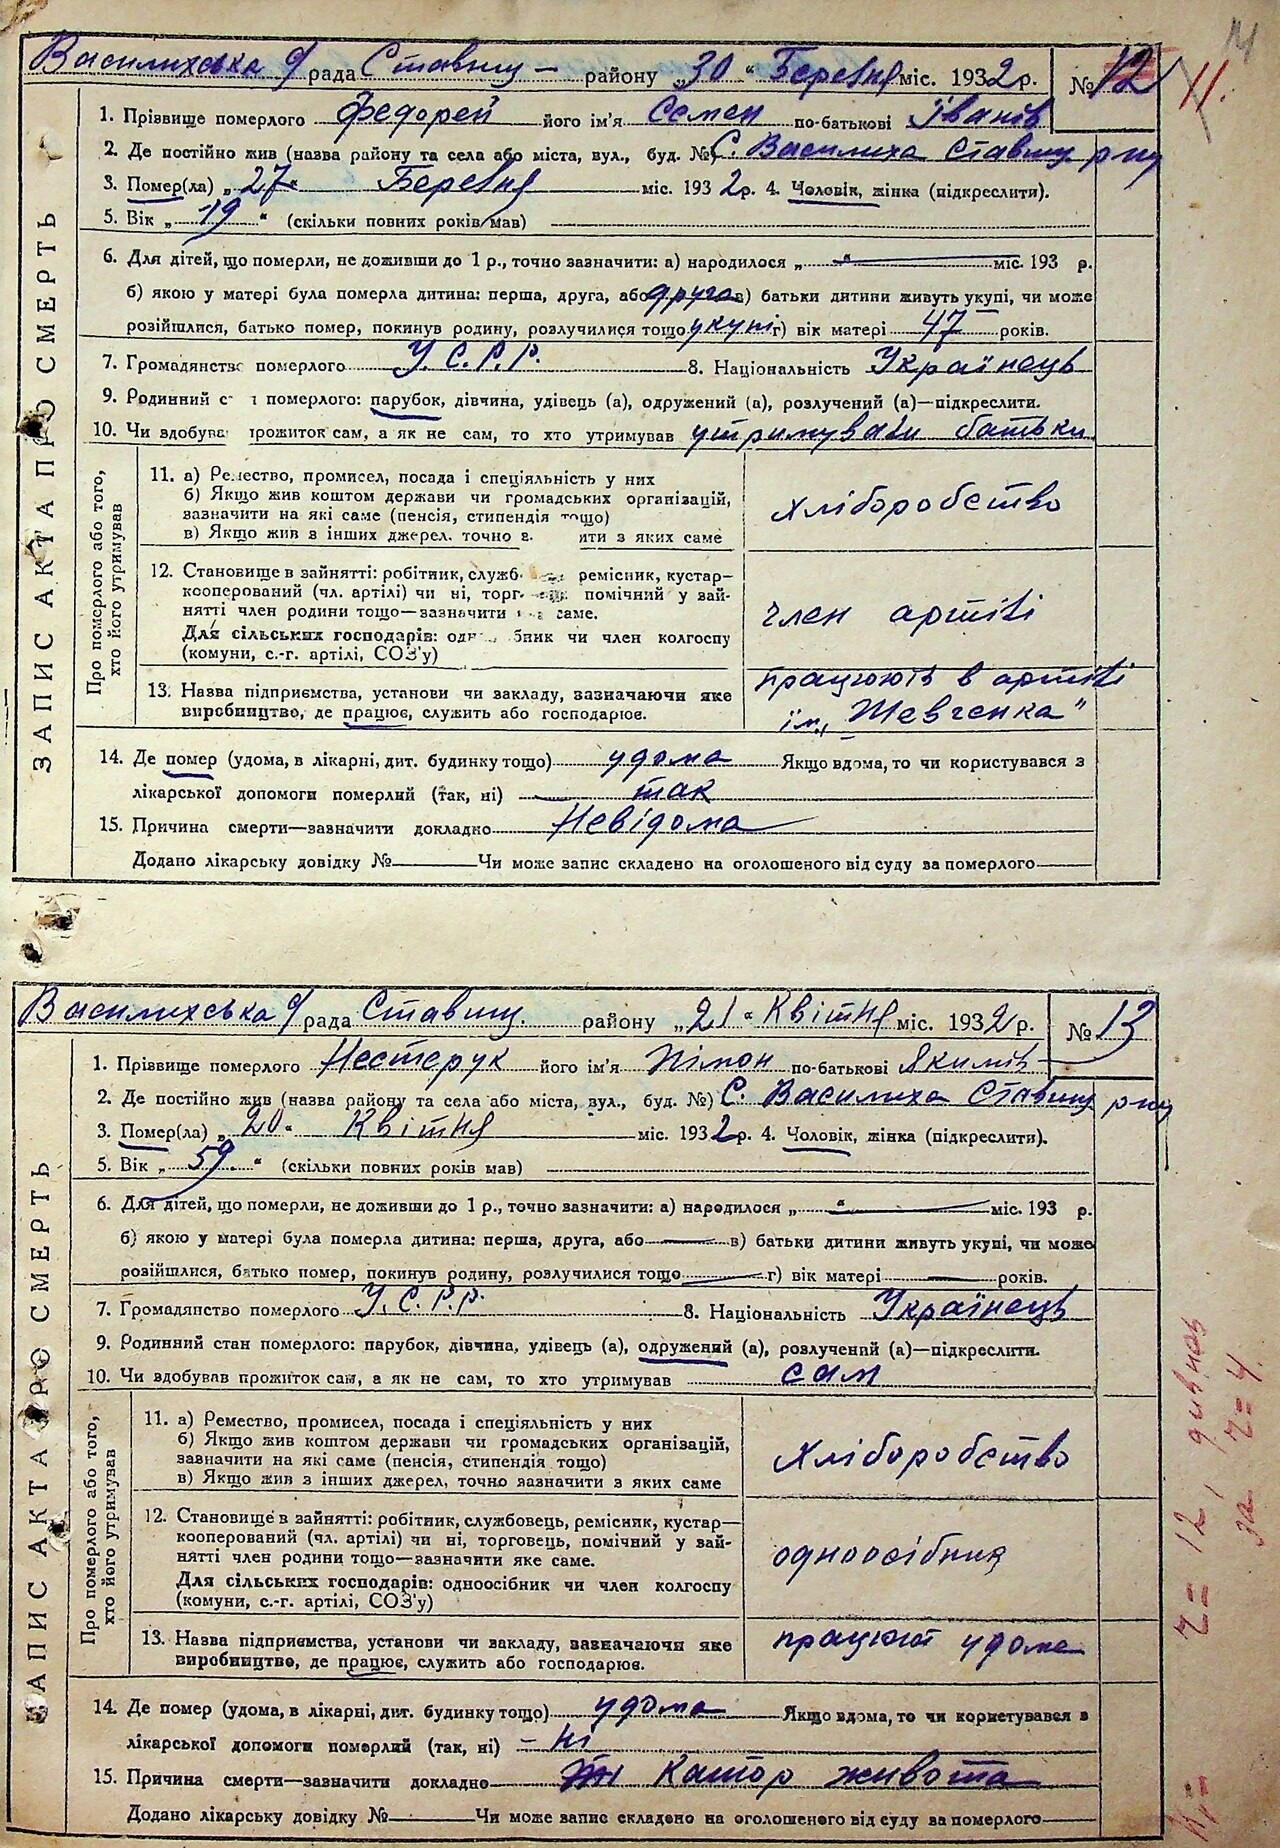 14
Василихська с/ рада Ставищ – району „30“ Березня міс. 1932р. № 12 11.
1. Прізвище померлого Федорей його ім'я Семен по-батькові Іванів
2. Де постійно жив (назва району та села або міста, вул., буд. №) С. Василиха Ставищ р-ну
3. Помер(ла) „27“ Березня міс. 1932р. 4. Чоловік, жінка (підкреслити).
5. Вік „19“ (скільки повних років мав)
6. Для дітей, що померли, не доживши до 1 р., точно зазначити: а) народилося „ “ міс. 193 р.
б) якою у матері була померла дитина: перша, друга, або друга в) батьки дитини живуть укупі, чи може
розійшлися, батько помер, покинув родину, розлучилися тощо укупі г) вік матері 47 років.
7. Громадянство померлого У.С.Р.Р. 8. Національність Українець
9. Родинний с померлого: парубок, дівчина, удівець (а), одружений (а), розлучений (а)—підкреслити.
10. Чи здобува прожиток сам, а як не сам, то хто утримував утримували батьки
ЗАПИС АКТА ПРО СМЕРТЬ
Про померлого або того, хто його утримував
11. а) Ремество, промисел, посада і спеціяльність у них
б) Якщо жив коштом держави чи громадських організацій,
зазначити на які саме (пенсія, стипендія тощо)
в) Якщо жив з інших джерел, точно з ити з яких саме
хліборобство
12. Становище в зайнятті: робітник, службо ремісник, кустар—
кооперований (чл. артілі) чи ні, торг помічний у зай-
нятті член родини тощо—зазначити саме.
Для сільських господарів: одн бник чи член колгоспу
(комуни, с.-г. артілі, СОЗ'у)
член артілі
13. Назва підприємства, установи чи закладу, зазначаючи яке
виробництво, де працює, служить або господарює.
працюють в артілі
ім. „Шевченка"
14. Де помер (удома, в лікарні, дит. будинку тощо) удома Якщо вдома, то чи користувався з
лікарської допомоги померлий (так, ні) так
15. Причина смерти—зазначити докладно Невідома
Додано лікарську довідку № Чи може запис складено на оголошеного від суду за померлого
Василихська с/ рада Ставищ. району „21“ Квітня міс. 1932р. № 13
1. Прізвище померлого Нестерук його ім'я Пімон по-батькові Якимів
2. Де постійно жив (назва району та села або міста, вул., буд. №) С. Василиха Ставищ р-ну
3. Помер(ла) „20“ Квітня міс. 1932р. 4. Чоловік, жінка (підкреслити).
5. Вік „59.“ (скільки повних років мав)
6. Для дітей, що померли, не доживши до 1 р., точно зазначити: а) народилося „ “ міс. 193 р.
б) якою у матері була померла дитина: перша, друга, або в) батьки дитини живуть укупі, чи може
розійшлися, батько помер, покинув родину, розлучилися тощо г) вік матері років.
7. Громадянство померлого У.С.Р.Р. 8. Національність Українець
9. Родинний стан померлого: парубок, дівчина, удівець (а), одружений (а), розлучений (а)—підкреслити.
10. Чи здобував прожиток сам, а як не сам, то хто утримував сам
ЗАПИС АКТА ПРО СМЕРТЬ
Про померлого або того, хто його утримував
11. а) Ремество, промисел, посада і спеціяльність у них
б) Якщо жив коштом держави чи громадських організацій,
зазначити на які саме (пенсія, стипендія тощо)
в) Якщо жив з інших джерел, точно зазначити з яких саме
хліборобство
12. Становище в зайнятті: робітник, службовець, ремісник, кустар—
кооперований (чл. артілі) чи ні, торговець, помічний у зай-
нятті член родини тощо—зазначити яке саме.
Для сільських господарів: одноосібник чи член колгоспу
(комуни, с.-г. артілі, СОЗ'у)
одноосібник
13. Назва підприємства, установи чи закладу, зазначаючи яке
виробництво, де працює, служить або господарює.
працюют удома
14. Де помер (удома, в лікарні, дит. будинку тощо) удома Якщо вдома, то чи користувався з
лікарської допомоги померлий (так, ні) – ні
15. Причина смерти—зазначити докладно Катор живота
Додано лікарську довідку № Чи може запис складено на оголошеного від суду за померлого